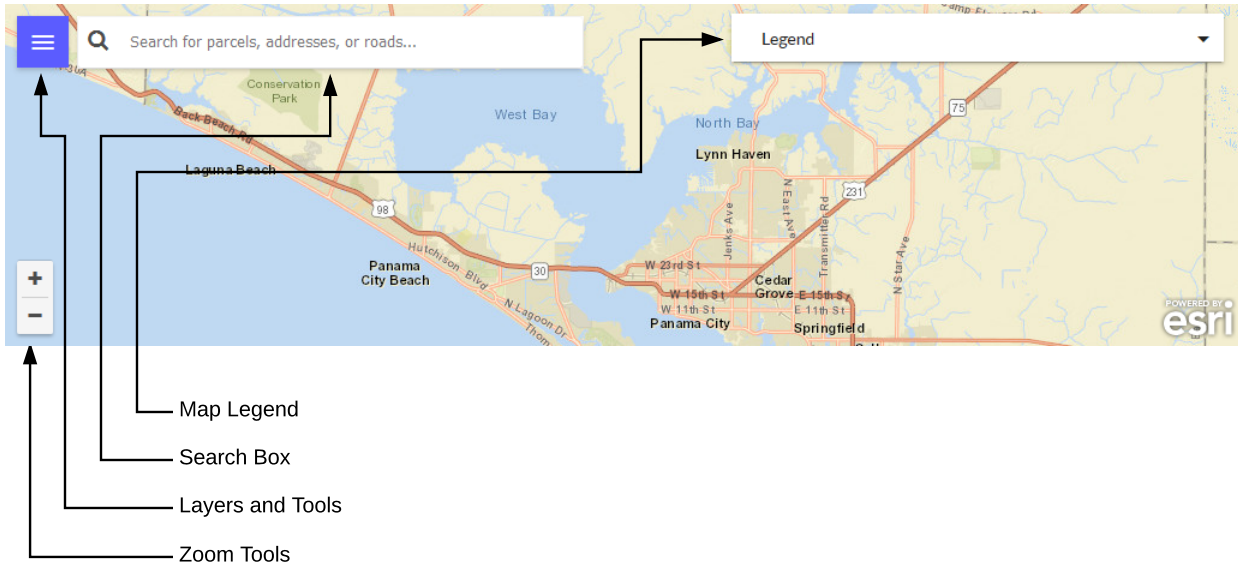 Search for parcels, addresses, or roads...
Legend
Conservation
Park
Back Beach Rd
West Bay
North Bay
Lynn Haven
Laguna Beach
75
231
98
30
N East Ave
Jenks Ave
Transmitter Rd
N Star Ave
Hutchison Blvd
Panama
City Beach
W 23rd St
Cedar
Grove
W 15th St
E 15th St
W 11th St
E 11th St
N Lagoon Dr
Panama City
Springfield
+
−
POWERED BY
esri
Map Legend
Search Box
Layers and Tools
Zoom Tools